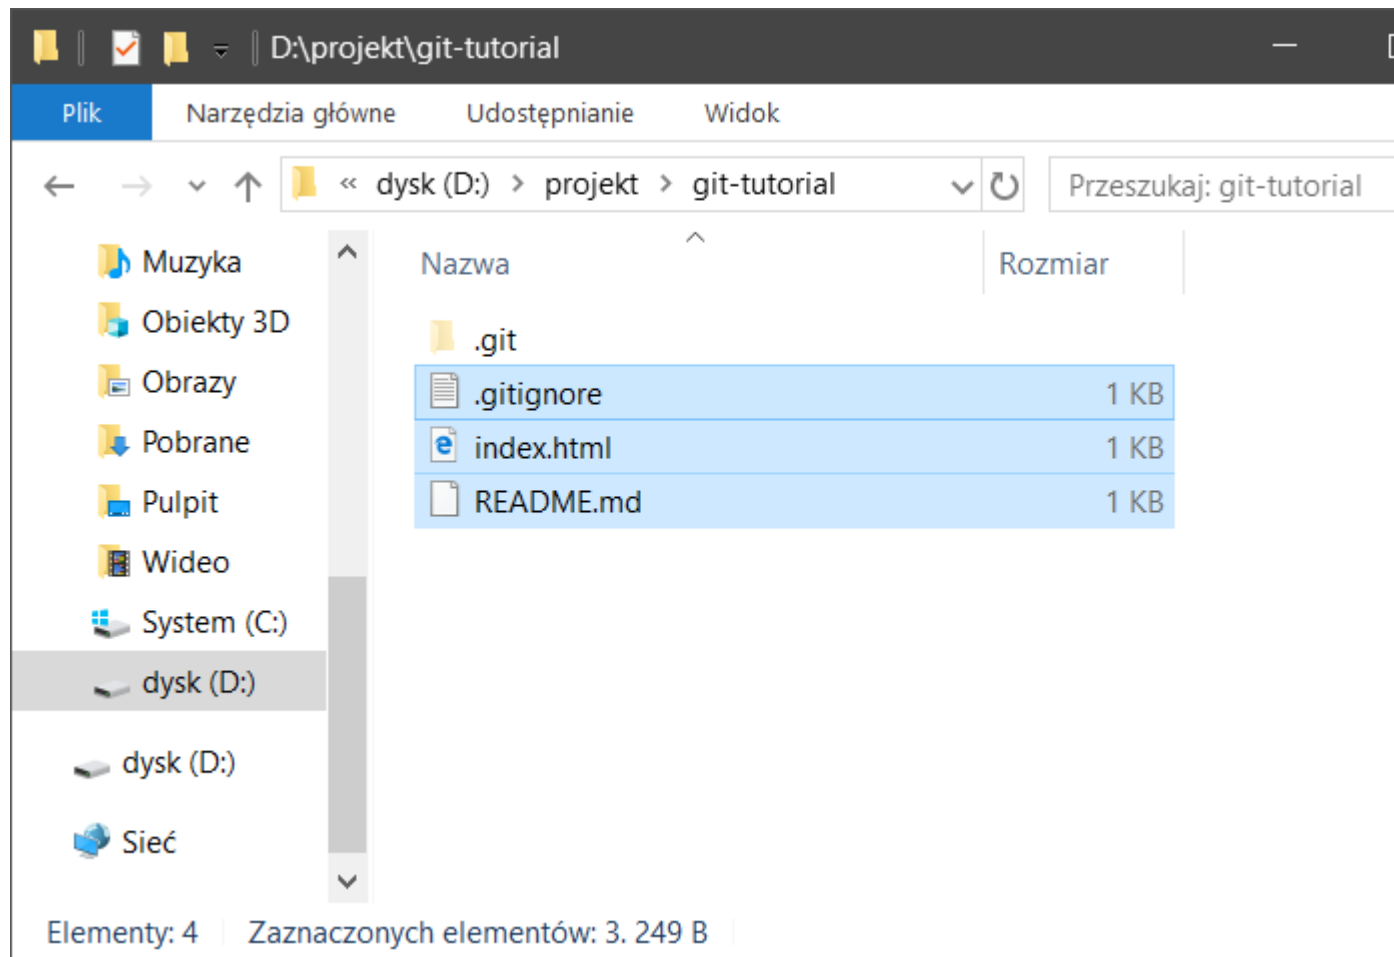 D:\projekt\git-tutorial
Plik Narzędzia główne Udostępnianie Widok
« dysk (D:) > projekt > git-tutorial
Przeszukaj: git-tutorial
Muzyka
Obiekty 3D
Obrazy
Pobrane
Pulpit
Wideo
System (C:)
dysk (D:)
dysk (D:)
Sieć
Nazwa Rozmiar
.git
.gitignore 1 KB
index.html 1 KB
README.md 1 KB
Elementy: 4 Zaznaczonych elementów: 3. 249 B